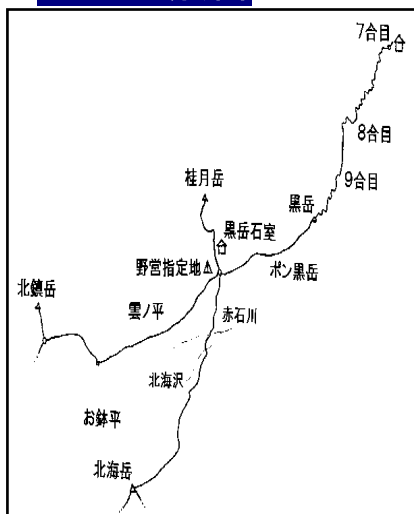 7合目
8合目
9合目
桂月岳
黒岳
黒岳石室
野営指定地
ポン黒岳
北鎮岳
雲ノ平
赤石川
北海沢
お鉢平
北海岳